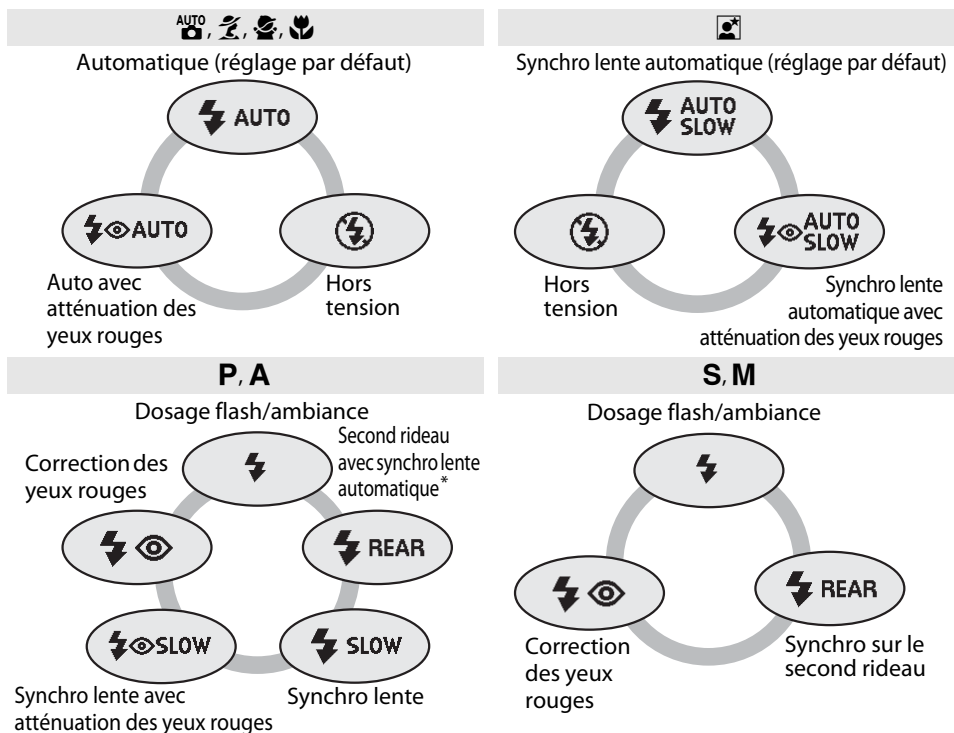 AUTO, , ,
Automatique (réglage par défaut)
AUTO
AUTO
Auto avec
atténuation des
yeux rouges
Hors
tension
Synchro lente automatique (réglage par défaut)
AUTO
SLOW
Hors
tension
AUTO
SLOW
Synchro lente
automatique avec
atténuation des yeux rouges
P, A
Dosage flash/ambiance
Correction des
yeux rouges
Second rideau
avec synchro lente
automatique*
REAR
SLOW
SLOW
Synchro lente avec
atténuation des yeux rouges
Synchro lente
S, M
Dosage flash/ambiance
REAR
Correction
des yeux
rouges
Synchro sur le
second rideau